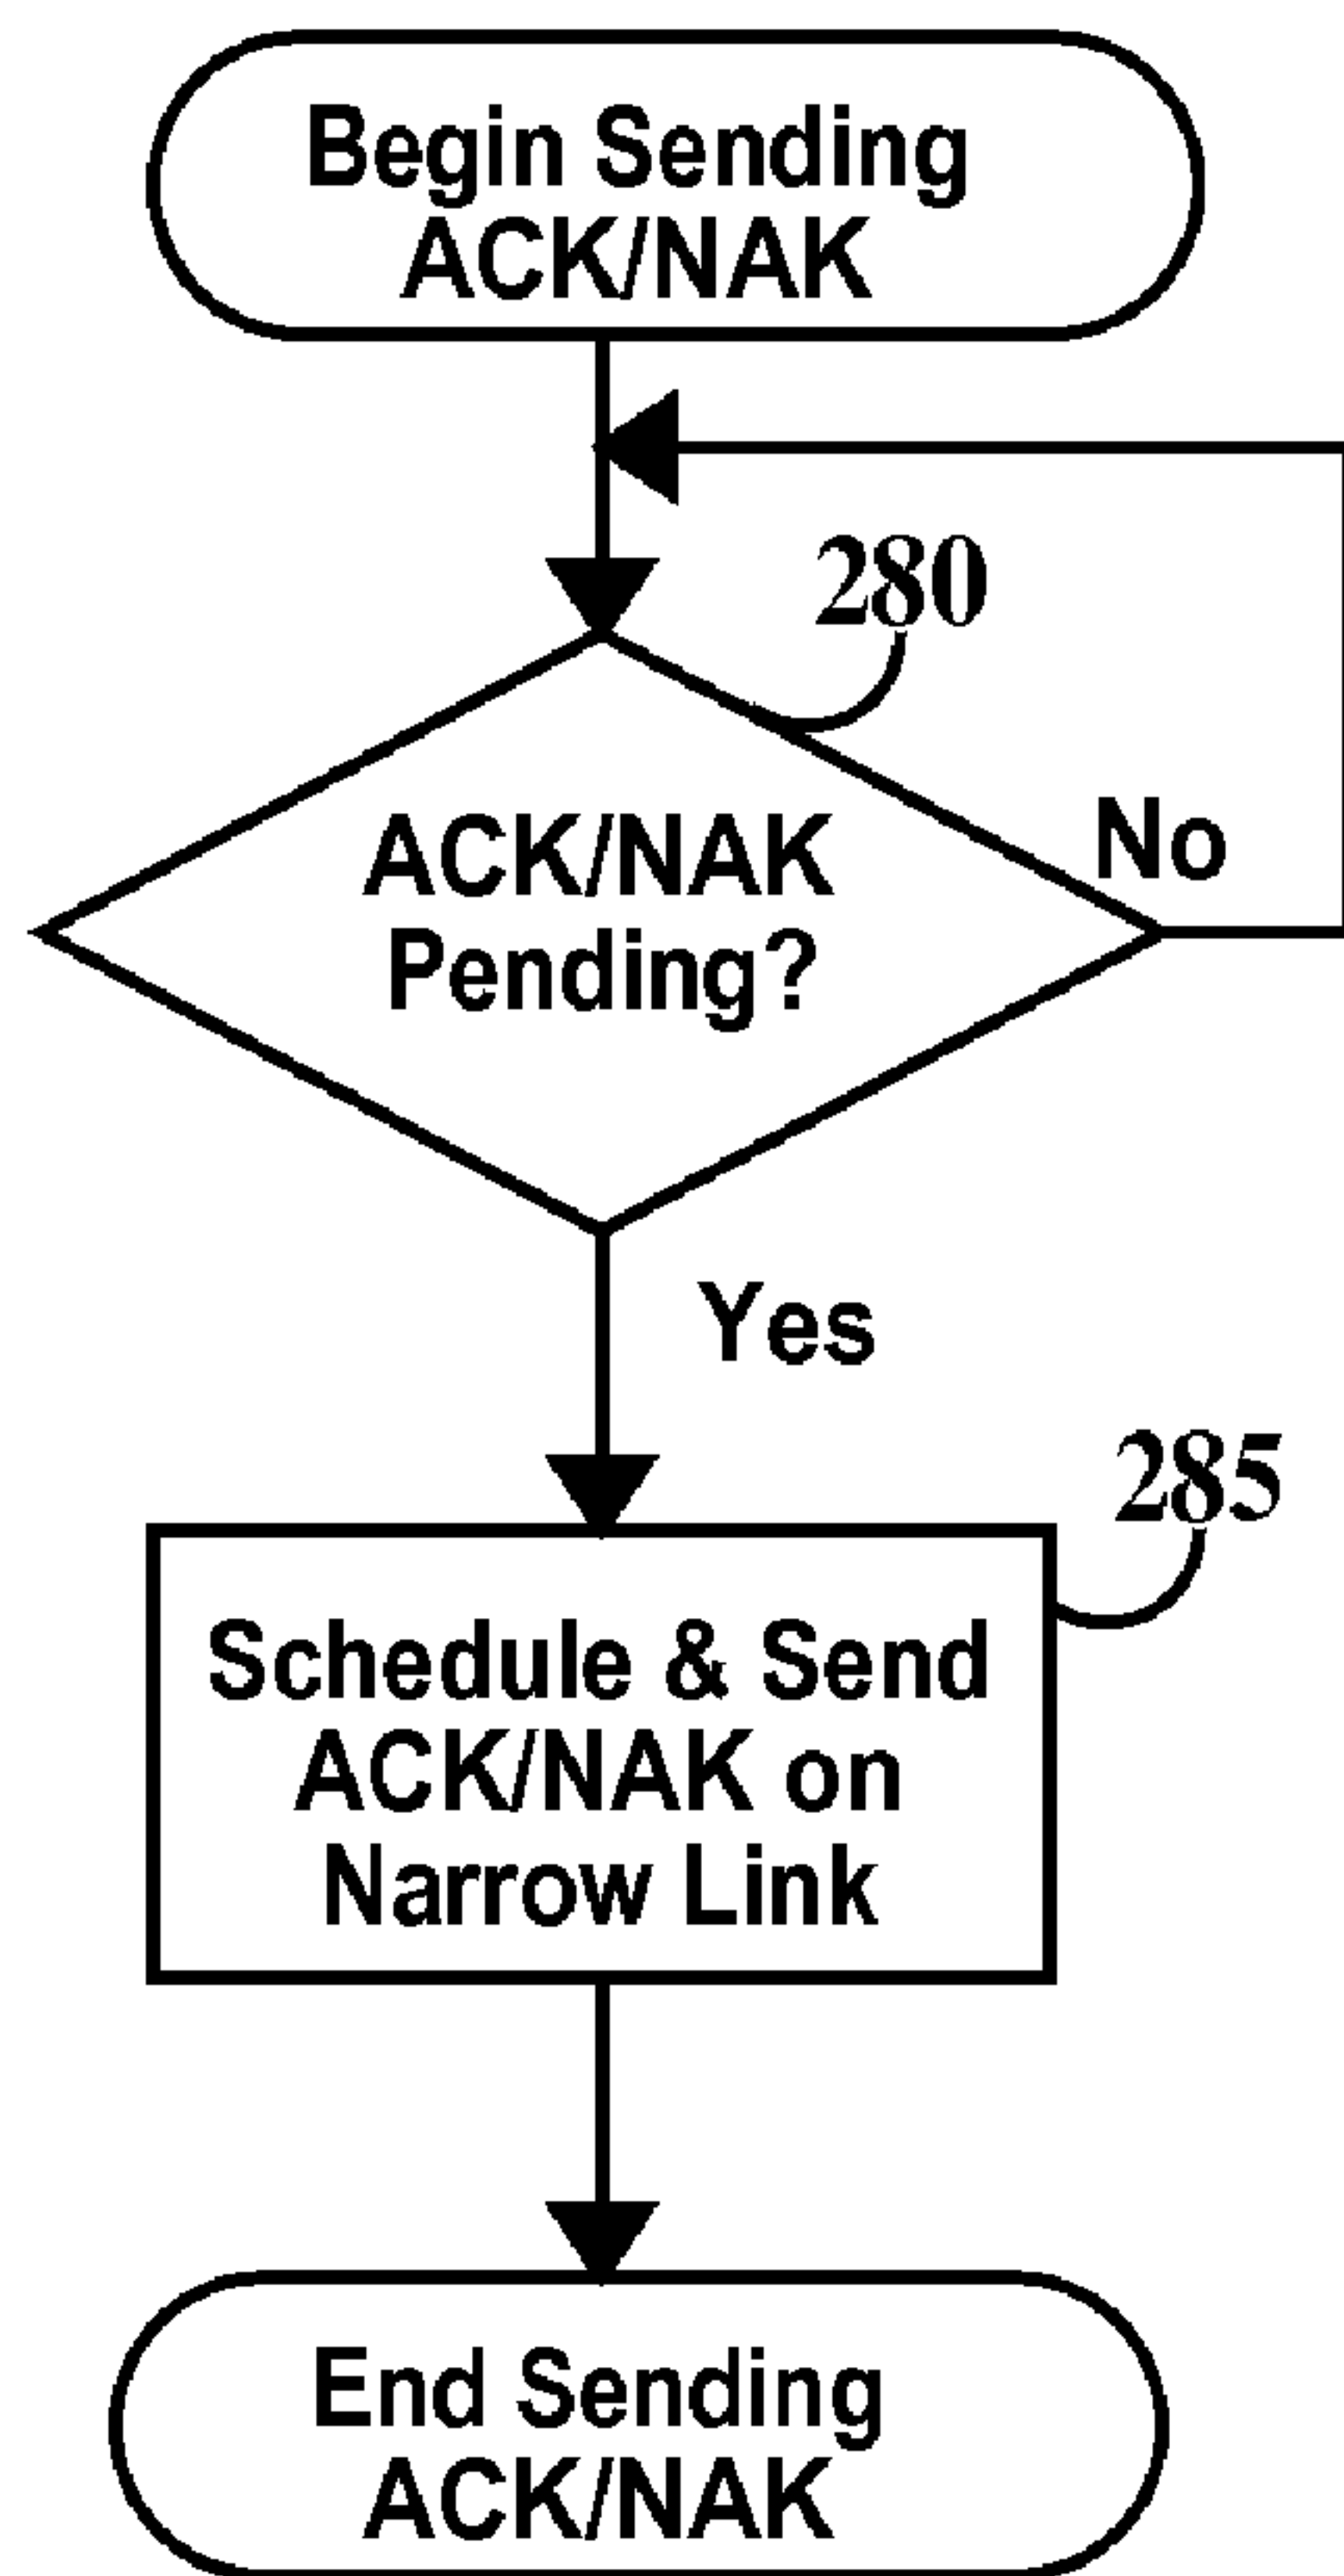 Begin Sending
ACK/NAK
280
ACK/NAK
Pending?
No
Yes
285
Schedule & Send
ACK/NAK on
Narrow Link
End Sending
ACK/NAK